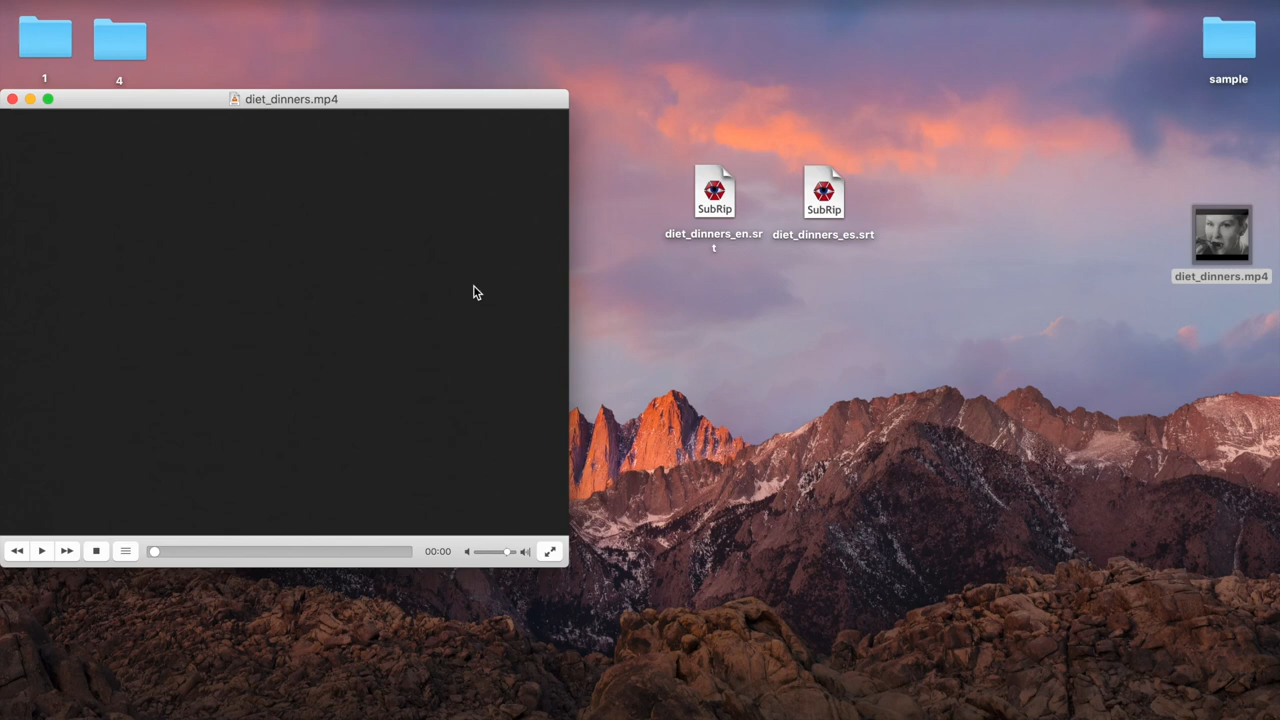 1
4
sample
diet_dinners.mp4
SubRip
SubRip
diet_dinners_en.sr
t
diet_dinners_es.srt
diet_dinners.mp4
00:00